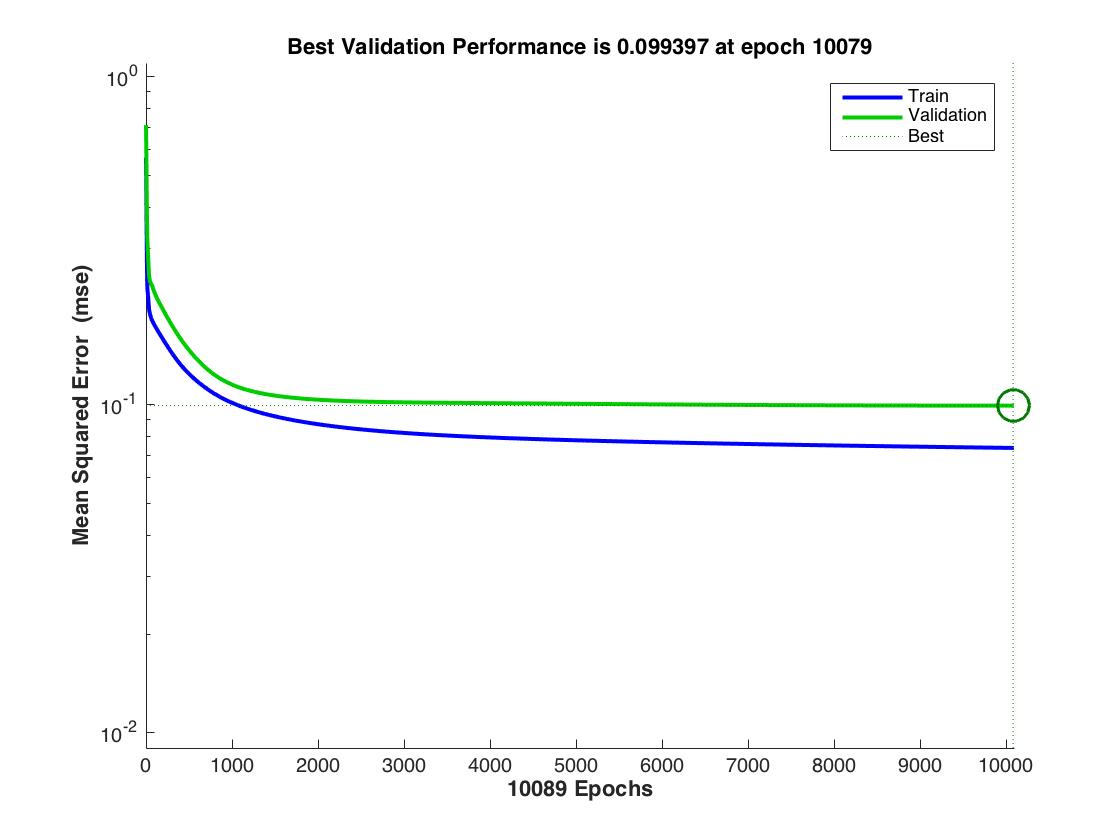 Best Validation Performance is 0.099397 at epoch 10079
10^0
10^-1
10^-2
Mean Squared Error (mse)
Train
Validation
Best
0 1000 2000 3000 4000 5000 6000 7000 8000 9000 10000
10089 Epochs